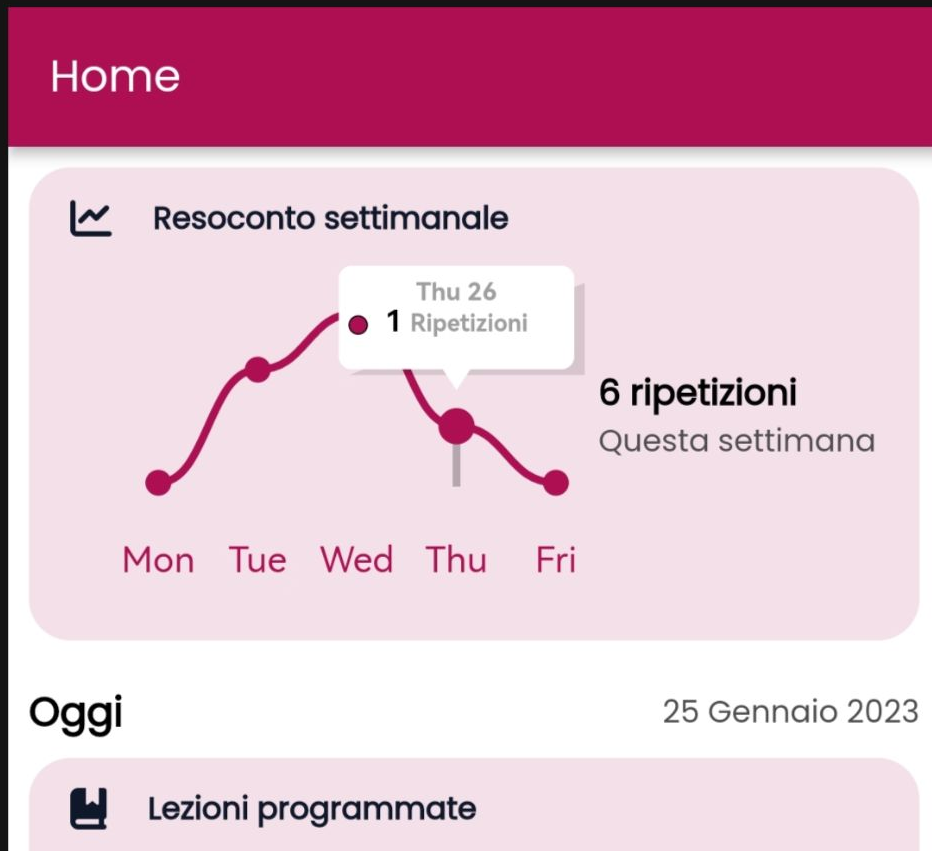 Home
Resoconto settimanale
Thu 26
1 Ripetizioni
6 ripetizioni
Questa settimana
Mon Tue Wed Thu Fri
Oggi
25 Gennaio 2023
Lezioni programmate